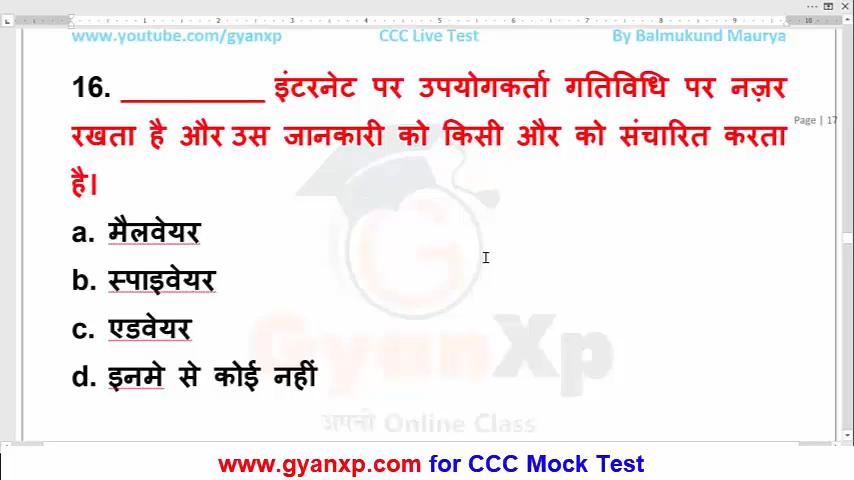 www.youtube.com/gyanxp CCC Live Test By Balmukund Maurya
16. _________ इंटरनेट पर उपयोगकर्ता गतिविधि पर नज़र
Page | 17
रखता है और उस जानकारी को किसी और को संचारित करता
है।
a. मैलवेयर
b. स्पाइवेयर
c. एडवेयर
d. इनमे से कोई नहीं
GyanXp
अपनी Online Class
www.gyanxp.com for CCC Mock Test